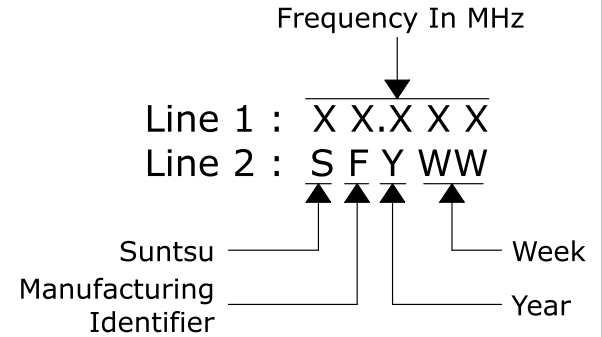 Frequency In MHz
Line 1 : X X.X X X
Line 2 : S F Y WW
Suntsu
Week
Manufacturing
Identifier
Year